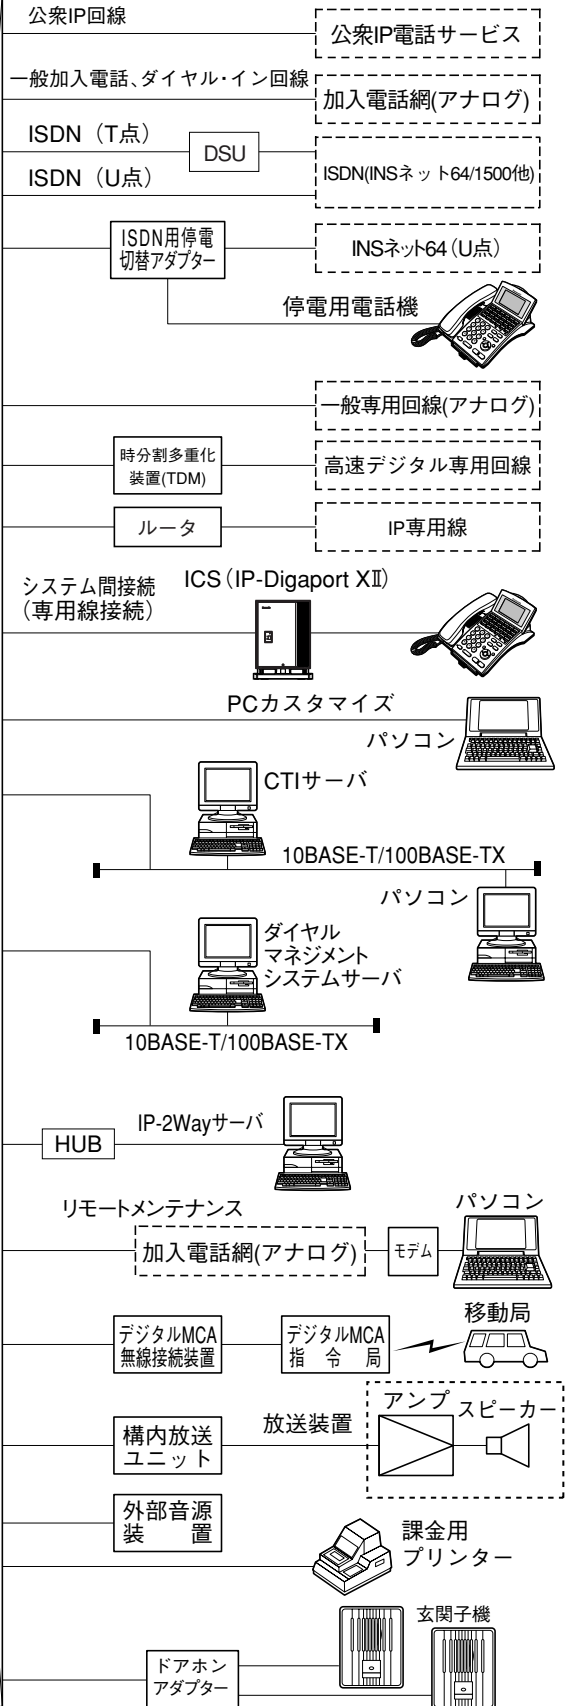 公衆IP回線
公衆IP電話サービス
一般加入電話、ダイヤル・イン回線
加入電話網(アナログ)
ISDN（T点）
DSU
ISDN(INSネット64/1500他)
ISDN（U点）
ISDN用停電
切替アダプター
INSネット64（U点）
停電用電話機
一般専用回線(アナログ)
時分割多重化
装置(TDM)
高速デジタル専用回線
ルータ
IP専用線
システム間接続
（専用線接続）
ICS（IP-Digaport XⅡ）
PCカスタマイズ
パソコン
CTIサーバ
10BASE-T/100BASE-TX
パソコン
ダイヤル
マネジメント
システムサーバ
10BASE-T/100BASE-TX
HUB
IP-2Wayサーバ
リモートメンテナンス
加入電話網(アナログ)
モデム
パソコン
デジタルMCA
無線接続装置
デジタルMCA
指令局
移動局
構内放送
ユニット
放送装置
アンプ
スピーカー
外部音源
装置
課金用
プリンター
玄関子機
ドアホン
アダプター